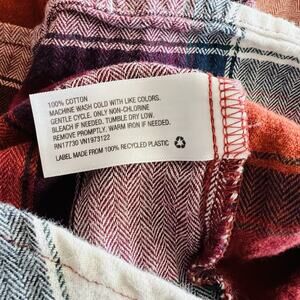 100% COTTON
MACHINE WASH COLD WITH LIKE COLORS.
GENTLE CYCLE. ONLY NON-CHLORINE
BLEACH IF NEEDED. TUMBLE DRY LOW.
REMOVE PROMPTLY. WARM IRON IF NEEDED.
RN17730 VN1973122
LABEL MADE FROM 100% RECYCLED PLASTIC